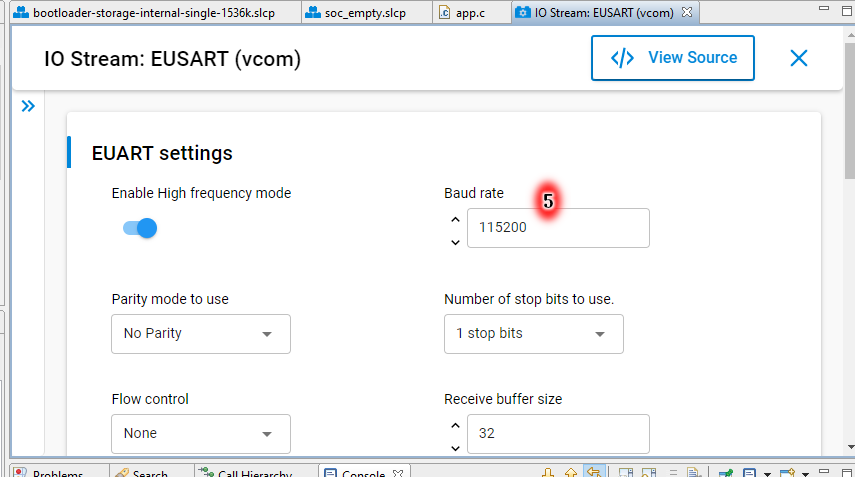 bootloader-storage-internal-single-1536k.slcp
soc_empty.slcp
app.c
IO Stream: EUSART (vcom)
IO Stream: EUSART (vcom)
</> View Source
EUART settings
Enable High frequency mode
Baud rate
5
115200
Parity mode to use
Number of stop bits to use.
No Parity
1 stop bits
Flow control
Receive buffer size
None
32
Problems
Search
Call Hierarchy
Console